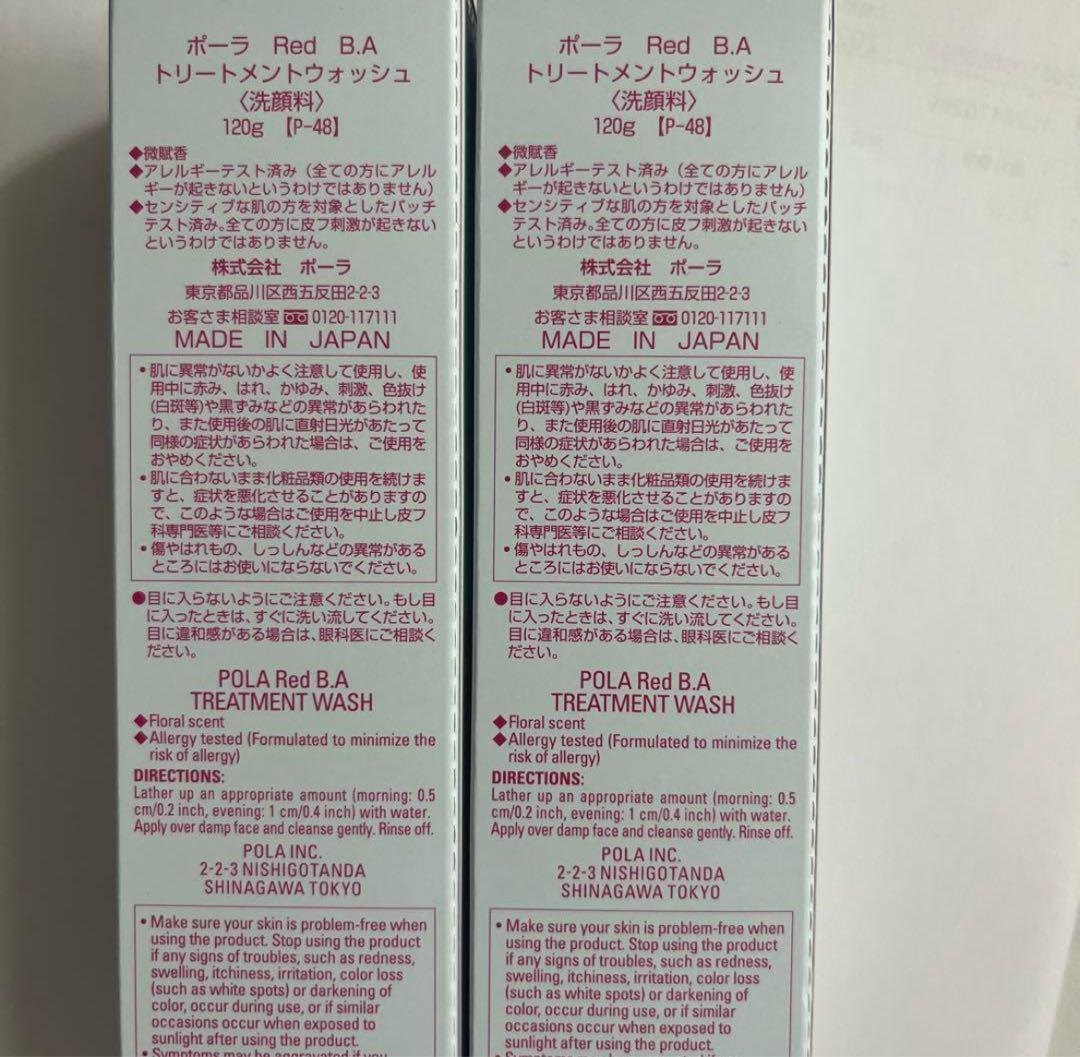 ポーラ Red B.A
トリートメントウォッシュ
〈洗顔料〉
120g 【P-48】
◆微賦香
◆アレルギーテスト済み（全ての方にアレル
ギーが起きないというわけではありません）
◆センシティブな肌の方を対象としたパッチ
テスト済み。全ての方に皮フ刺激が起きない
というわけではありません。
株式会社 ポーラ
東京都品川区西五反田2-2-3
お客さま相談室 0120-117111
MADE IN JAPAN
・肌に異常がないかよく注意して使用し、使
用中に赤み、はれ、かゆみ、刺激、色抜け
(白斑等)や黒ずみなどの異常があらわれた
り、また使用後の肌に直射日光があたって
同様の症状があらわれた場合は、ご使用を
おやめください。
・肌に合わないまま化粧品類の使用を続けま
すと、症状を悪化させることがありますの
で、このような場合はご使用を中止し皮フ
科専門医等にご相談ください。
・傷やはれもの、しっしんなどの異常がある
ところにはお使いにならないでください。
●目に入らないようにご注意ください。もし目
に入ったときは、すぐに洗い流してください。
目に違和感がある場合は、眼科医にご相談く
ださい。
POLA Red B.A
TREATMENT WASH
◆Floral scent
◆Allergy tested (Formulated to minimize the
risk of allergy)
DIRECTIONS:
Lather up an appropriate amount (morning: 0.5
cm/0.2 inch, evening: 1 cm/0.4 inch) with water.
Apply over damp face and cleanse gently. Rinse off.
POLA INC.
2-2-3 NISHIGOTANDA
SHINAGAWA TOKYO
• Make sure your skin is problem-free when
using the product. Stop using the product
if any signs of troubles, such as redness,
swelling, itchiness, irritation, color loss
(such as white spots) or darkening of
color, occur during use, or if similar
occasions occur when exposed to
sunlight after using the product.
• Symptoms may be aggravated if you
ポーラ Red B.A
トリートメントウォッシュ
〈洗顔料〉
120g 【P-48】
◆微賦香
◆アレルギーテスト済み（全ての方にアレル
ギーが起きないというわけではありません）
◆センシティブな肌の方を対象としたパッチ
テスト済み。全ての方に皮フ刺激が起きない
というわけではありません。
株式会社 ポーラ
東京都品川区西五反田2-2-3
お客さま相談室 0120-117111
MADE IN JAPAN
・肌に異常がないかよく注意して使用し、使
用中に赤み、はれ、かゆみ、刺激、色抜け
(白斑等)や黒ずみなどの異常があらわれた
り、また使用後の肌に直射日光があたって
同様の症状があらわれた場合は、ご使用を
おやめください。
・肌に合わないまま化粧品類の使用を続けま
すと、症状を悪化させることがありますの
で、このような場合はご使用を中止し皮フ
科専門医等にご相談ください。
・傷やはれもの、しっしんなどの異常がある
ところにはお使いにならないでください。
●目に入らないようにご注意ください。もし目
に入ったときは、すぐに洗い流してください。
目に違和感がある場合は、眼科医にご相談く
ださい。
POLA Red B.A
TREATMENT WASH
◆Floral scent
◆Allergy tested (Formulated to minimize the
risk of allergy)
DIRECTIONS:
Lather up an appropriate amount (morning: 0.5
cm/0.2 inch, evening: 1 cm/0.4 inch) with water.
Apply over damp face and cleanse gently. Rinse off.
POLA INC.
2-2-3 NISHIGOTANDA
SHINAGAWA TOKYO
• Make sure your skin is problem-free when
using the product. Stop using the product
if any signs of troubles, such as redness,
swelling, itchiness, irritation, color loss
(such as white spots) or darkening of
color, occur during use, or if similar
occasions occur when exposed to
sunlight after using the product.